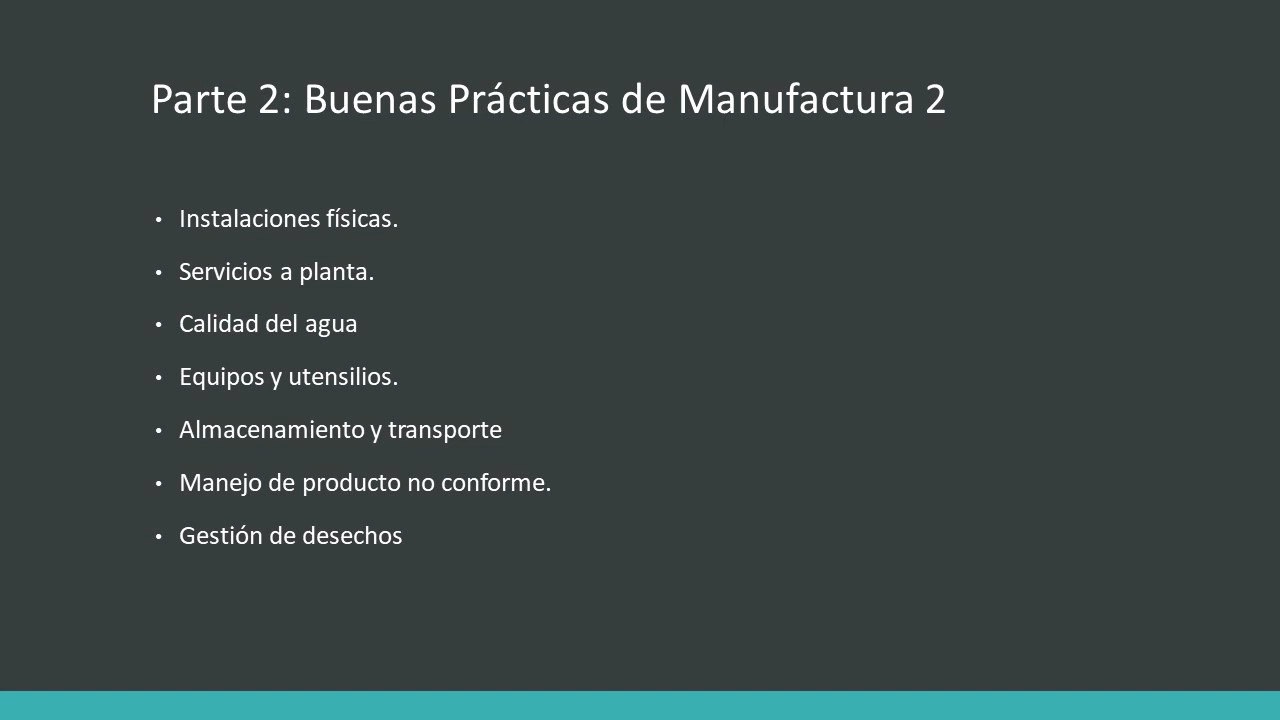 Parte 2: Buenas Prácticas de Manufactura 2
• Instalaciones físicas.
• Servicios a planta.
• Calidad del agua
• Equipos y utensilios.
• Almacenamiento y transporte
• Manejo de producto no conforme.
• Gestión de desechos